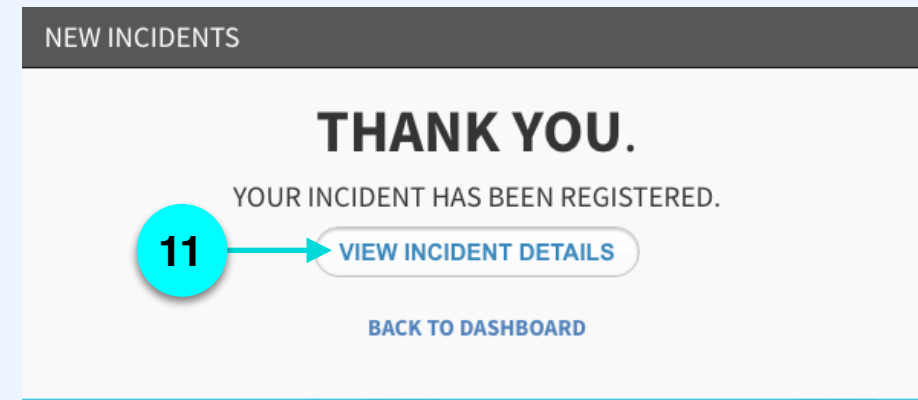 NEW INCIDENTS
THANK YOU.
YOUR INCIDENT HAS BEEN REGISTERED.
11
VIEW INCIDENT DETAILS
BACK TO DASHBOARD